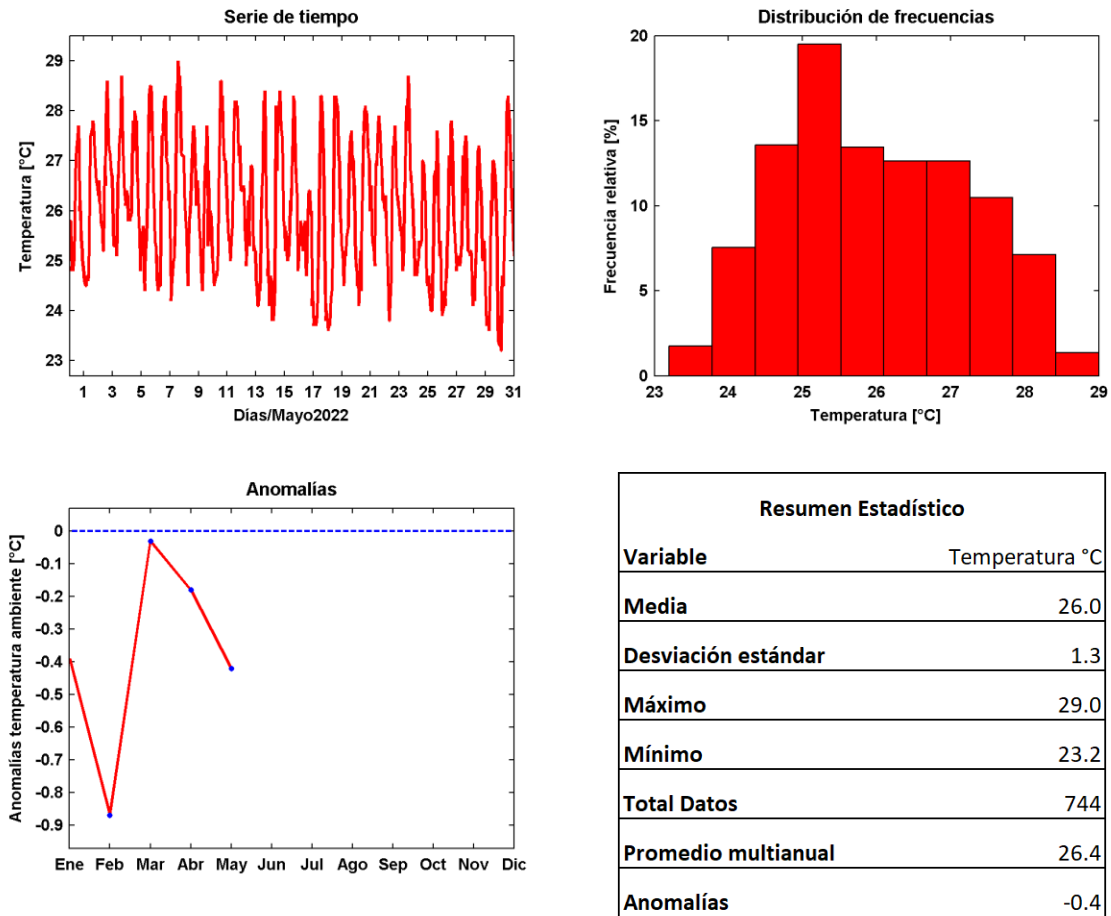 Serie de tiempo
29
28
27
26
25
24
23
Temperatura [°C]
1 3 5 7 9 11 13 15 17 19 21 23 25 27 29 31
Días/Mayo2022
Distribución de frecuencias
20
15
10
5
0
Frecuencia relativa [%]
23 24 25 26 27 28 29
Temperatura [°C]
Anomalías
0
-0.1
-0.2
-0.3
-0.4
-0.5
-0.6
-0.7
-0.8
-0.9
Anomalías temperatura ambiente [°C]
Ene Feb Mar Abr May Jun Jul Ago Sep Oct Nov Dic
Resumen Estadístico
Variable Temperatura °C
Media 26.0
Desviación estándar 1.3
Máximo 29.0
Mínimo 23.2
Total Datos 744
Promedio multianual 26.4
Anomalías -0.4